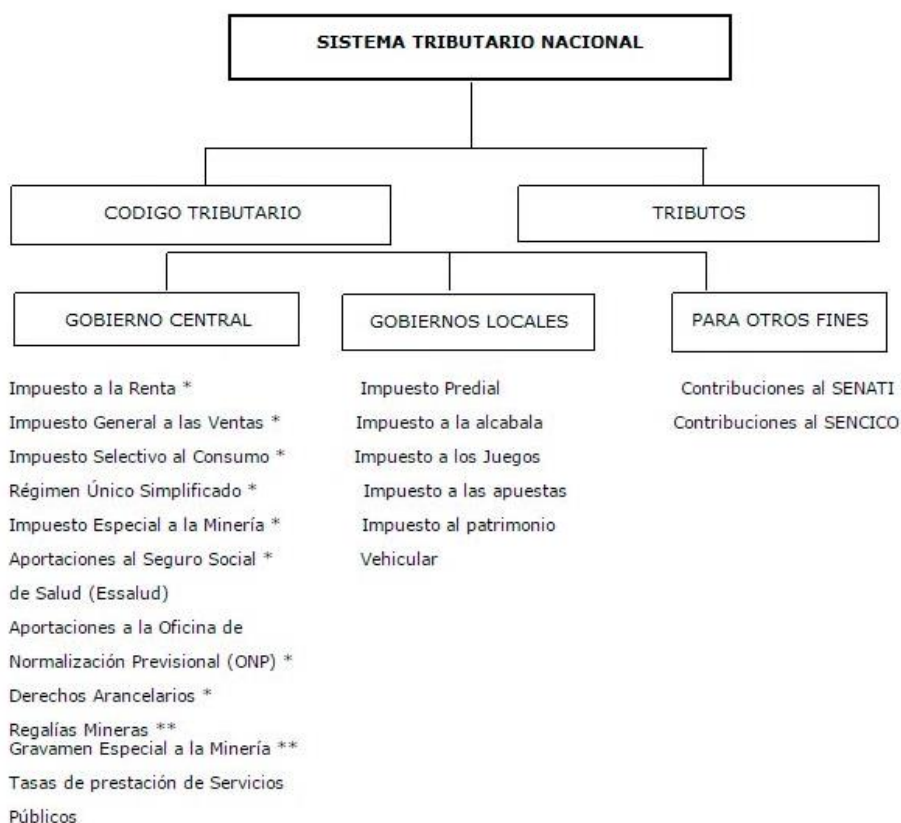 SISTEMA TRIBUTARIO NACIONAL
CODIGO TRIBUTARIO
TRIBUTOS
GOBIERNO CENTRAL
GOBIERNOS LOCALES
PARA OTROS FINES
Impuesto a la Renta *
Impuesto General a las Ventas *
Impuesto Selectivo al Consumo *
Régimen Único Simplificado *
Impuesto Especial a la Minería *
Aportaciones al Seguro Social *
de Salud (Essalud)
Aportaciones a la Oficina de
Normalización Previsional (ONP) *
Derechos Arancelarios *
Regalías Mineras **
Gravamen Especial a la Minería **
Tasas de prestación de Servicios
Públicos
Impuesto Predial
Impuesto a la alcabala
Impuesto a los Juegos
Impuesto a las apuestas
Impuesto al patrimonio
Vehicular
Contribuciones al SENATI
Contribuciones al SENCICO